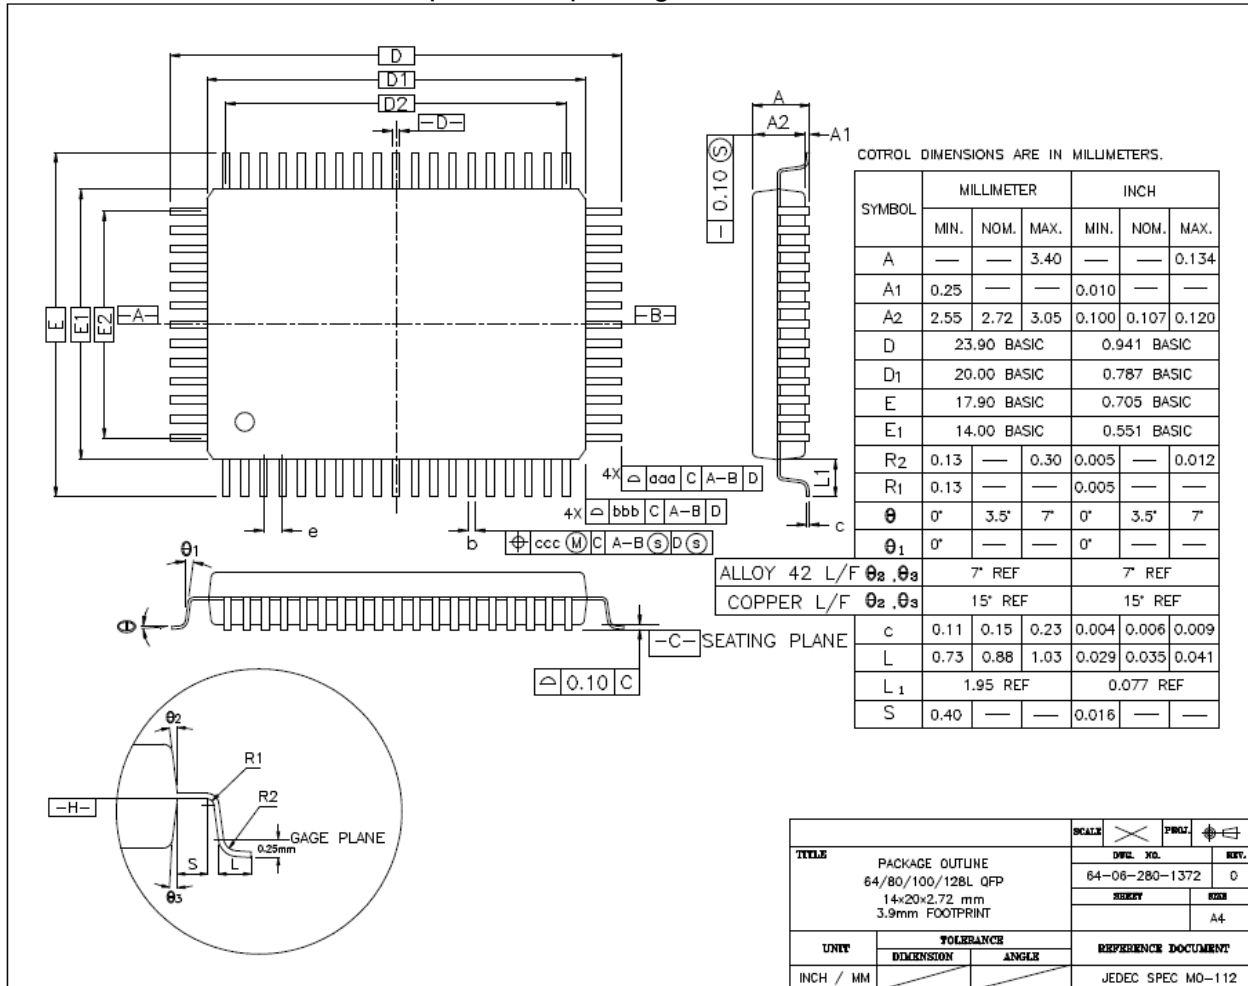 D
D1
D2
-D-
A
A2
A1
0.10 Ⓢ
E
E1
E2
-A-
-B-
L1
c
4X ⌓ aaa C A-B D
4X ⌓ bbb C A-B D
e
b
⌖ ccc Ⓜ C A-B Ⓢ D Ⓢ
θ1
θ
-C- SEATING PLANE
⌓ 0.10 C
θ2
R1
R2
-H-
GAGE PLANE
0.25mm
S
L
θ3
COTROL DIMENSIONS ARE IN MILLIMETERS.
SYMBOL MILLIMETER INCH
MIN. NOM. MAX. MIN. NOM. MAX.
A — — 3.40 — — 0.134
A1 0.25 — — 0.010 — —
A2 2.55 2.72 3.05 0.100 0.107 0.120
D 23.90 BASIC 0.941 BASIC
D1 20.00 BASIC 0.787 BASIC
E 17.90 BASIC 0.705 BASIC
E1 14.00 BASIC 0.551 BASIC
R2 0.13 — 0.30 0.005 — 0.012
R1 0.13 — — 0.005 — —
θ 0° 3.5° 7° 0° 3.5° 7°
θ1 0° — — 0° — —
ALLOY 42 L/F θ2 ,θ3 7° REF 7° REF
COPPER L/F θ2 ,θ3 15° REF 15° REF
c 0.11 0.15 0.23 0.004 0.006 0.009
L 0.73 0.88 1.03 0.029 0.035 0.041
L1 1.95 REF 0.077 REF
S 0.40 — — 0.016 — —
SCALE PROJ.
TITLE
PACKAGE OUTLINE
64/80/100/128L QFP
14x20x2.72 mm
3.9mm FOOTPRINT
DWG. NO. REV.
64-06-280-1372 0
SHEET SIZE
A4
UNIT TOLERANCE REFERENCE DOCUMENT
DIMENSION ANGLE
INCH / MM JEDEC SPEC MO-112